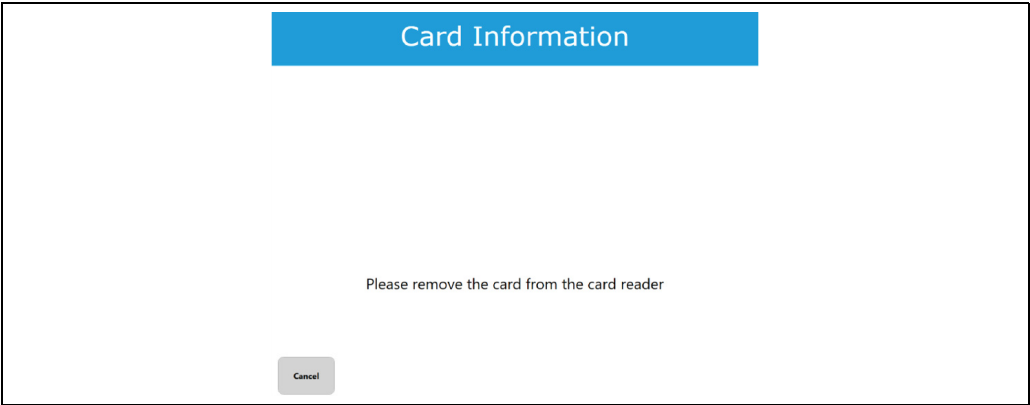 Card Information
Please remove the card from the card reader
Cancel